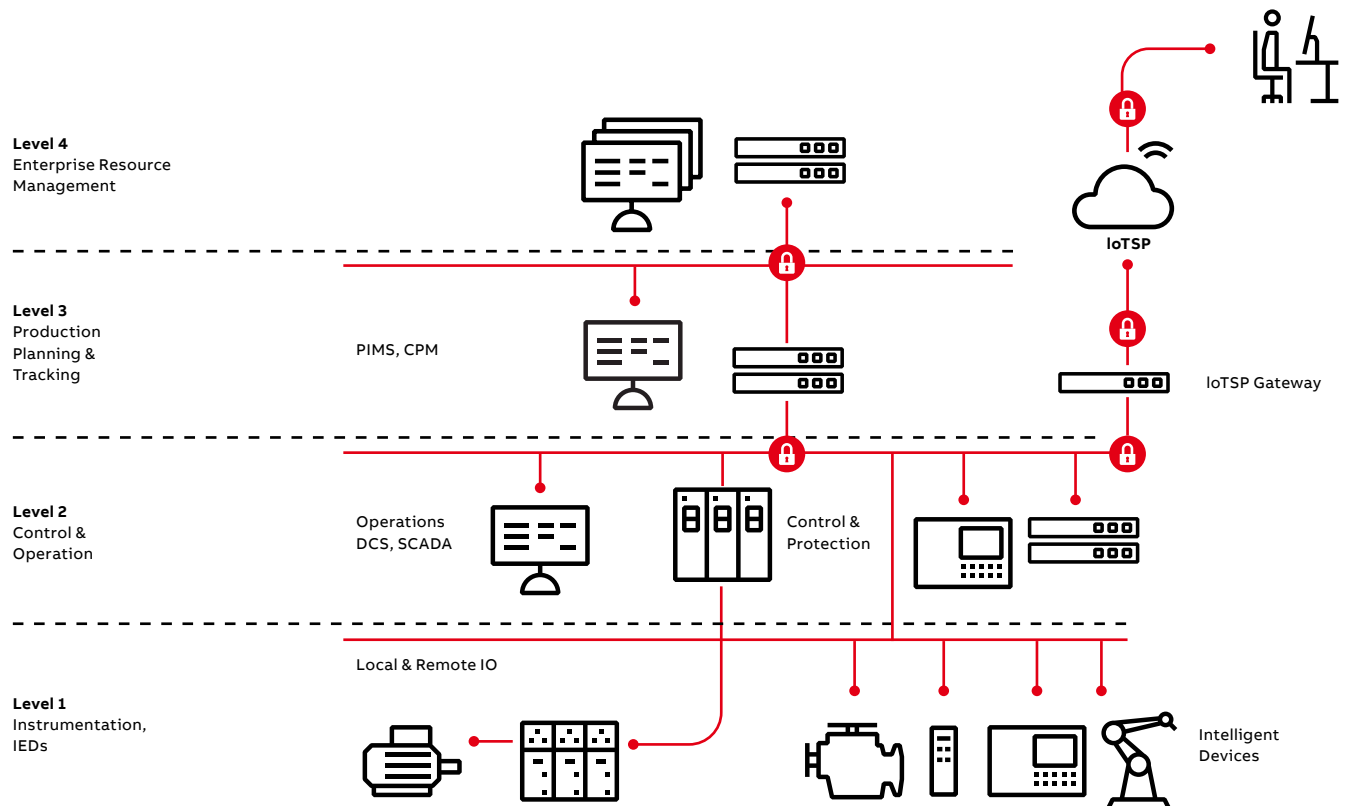 Level 4
Enterprise Resource
Management
IoTSP
Level 3
Production
Planning &
Tracking
PIMS, CPM
IoTSP Gateway
Level 2
Control &
Operation
Operations
DCS, SCADA
Control &
Protection
Local & Remote IO
Level 1
Instrumentation,
IEDs
Intelligent
Devices